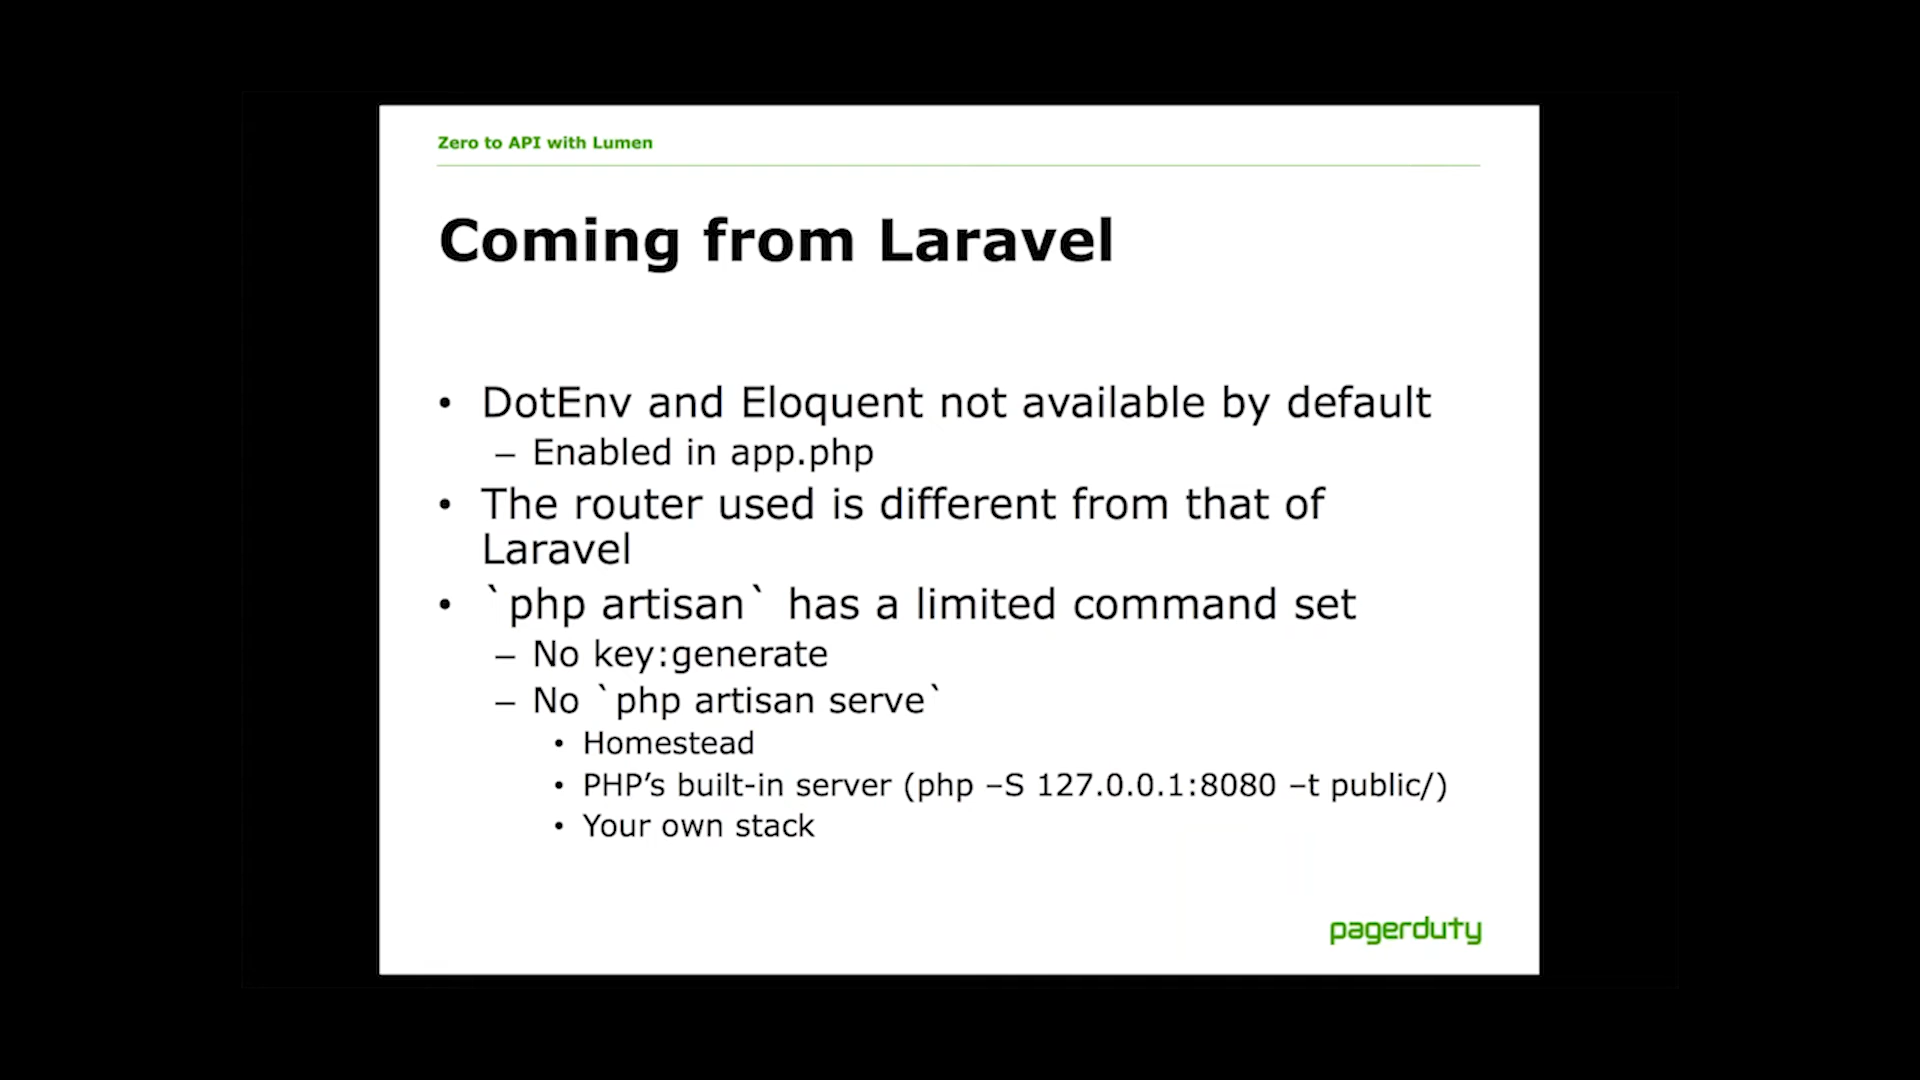 Zero to API with Lumen
Coming from Laravel
• DotEnv and Eloquent not available by default
– Enabled in app.php
• The router used is different from that of
Laravel
• `php artisan` has a limited command set
– No key:generate
– No `php artisan serve`
• Homestead
• PHP’s built-in server (php –S 127.0.0.1:8080 –t public/)
• Your own stack
pagerduty